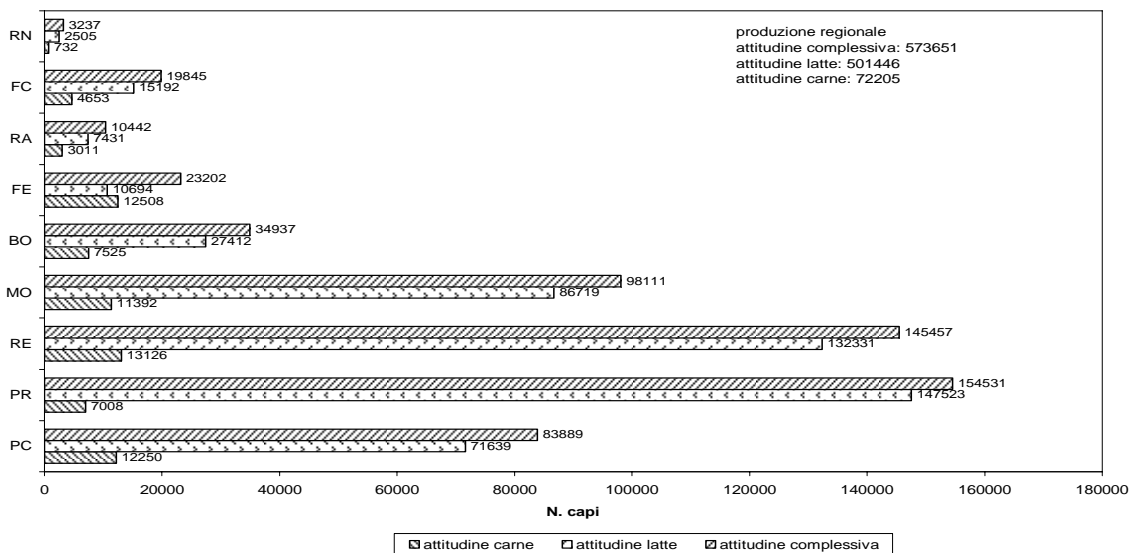 produzione regionale
attitudine complessiva: 573651
attitudine latte: 501446
attitudine carne: 72205
RN
3237
2505
732
FC
19845
15192
4653
RA
10442
7431
3011
FE
23202
10694
12508
BO
34937
27412
7525
MO
98111
86719
11392
RE
145457
132331
13126
PR
154531
147523
7008
PC
83889
71639
12250
0 20000 40000 60000 80000 100000 120000 140000 160000 180000
N. capi
attitudine carne attitudine latte attitudine complessiva